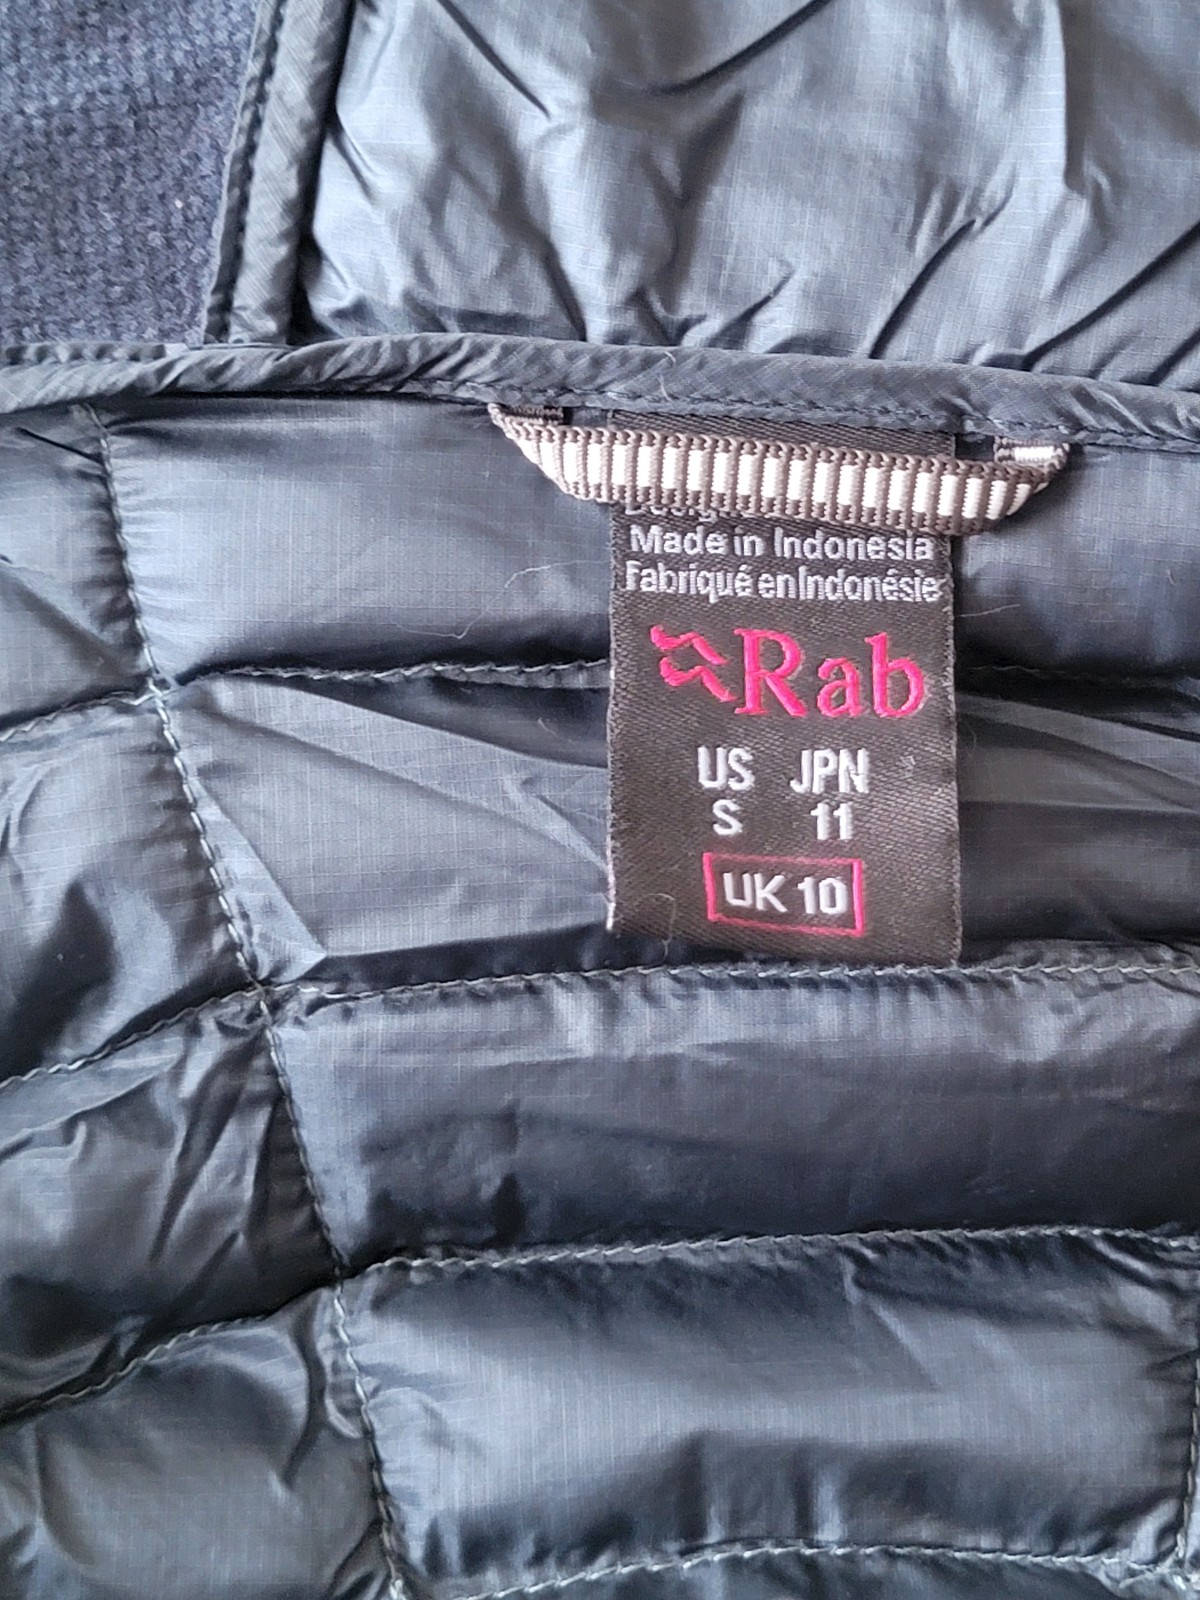 Made in Indonesia
Fabriqué en Indonésie
Rab
US JPN
S 11
UK 10